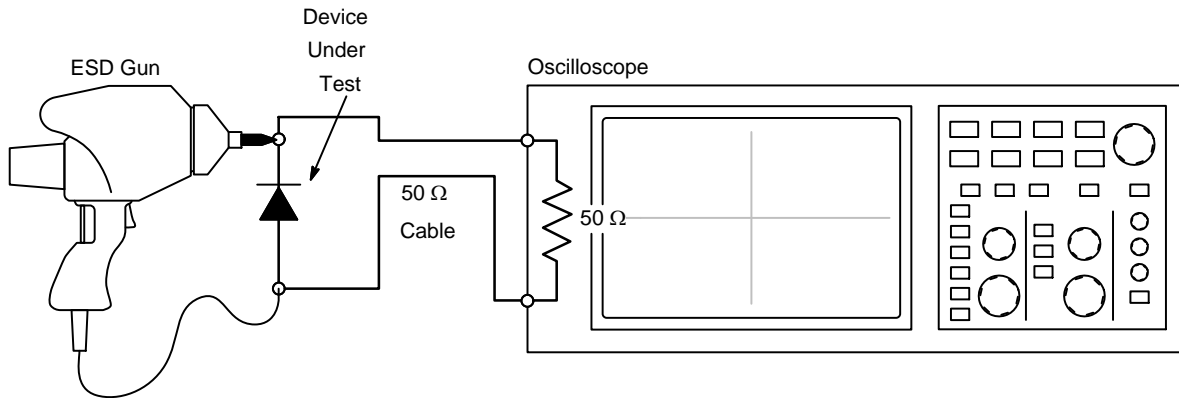 Device
Under
Test
ESD Gun
Oscilloscope
50 Ω
Cable
50 Ω